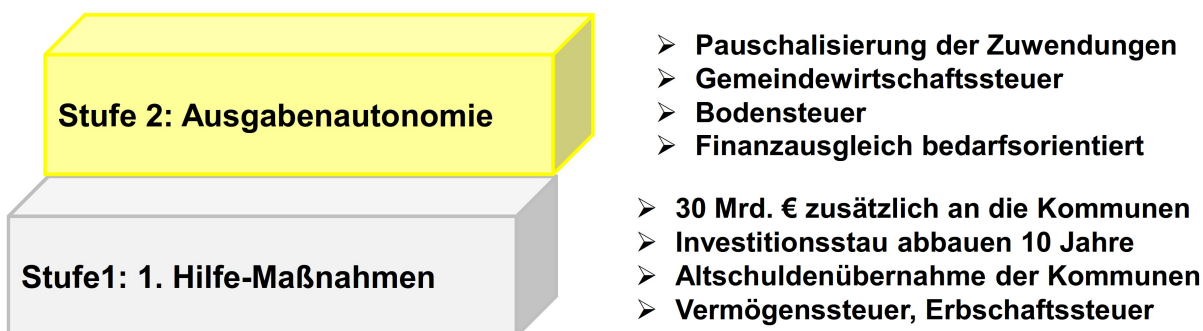 Stufe 2: Ausgabenautonomie
➢ Pauschalisierung der Zuwendungen
➢ Gemeindewirtschaftssteuer
➢ Bodensteuer
➢ Finanzausgleich bedarfsorientiert
Stufe1: 1. Hilfe-Maßnahmen
➢ 30 Mrd. € zusätzlich an die Kommunen
➢ Investitionsstau abbauen 10 Jahre
➢ Altschuldenübernahme der Kommunen
➢ Vermögenssteuer, Erbschaftssteuer